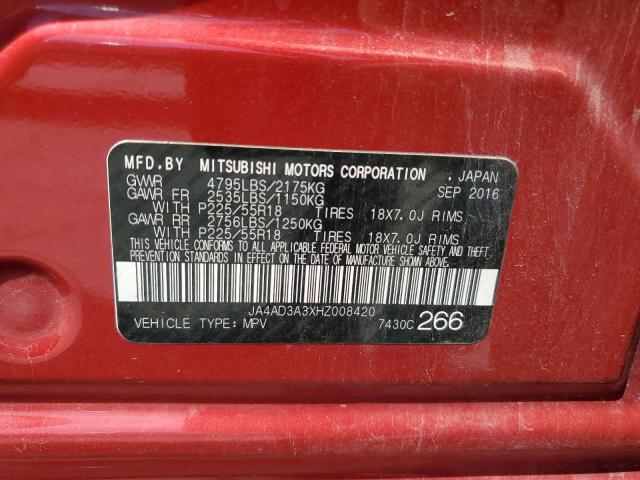 MFD.BY MITSUBISHI MOTORS CORPORATION , JAPAN
GVWR 4795LBS/2175KG SEP 2016
GAWR FR 2535LBS/1150KG
WITH P225/55R18 TIRES 18X7.0J RIMS
GAWR RR 2756LBS/1250KG
WITH P225/55R18 TIRES 18X7.0J RIMS
THIS VEHICLE CONFORMS TO ALL APPLICABLE FEDERAL MOTOR VEHICLE SAFETY AND THEFT
PREVENTION STANDARDS IN EFFECT ON THE DATE OF MANUFACTURE SHOWN ABOVE.
JA4AD3A3XHZ008420
VEHICLE TYPE: MPV 7430C 266